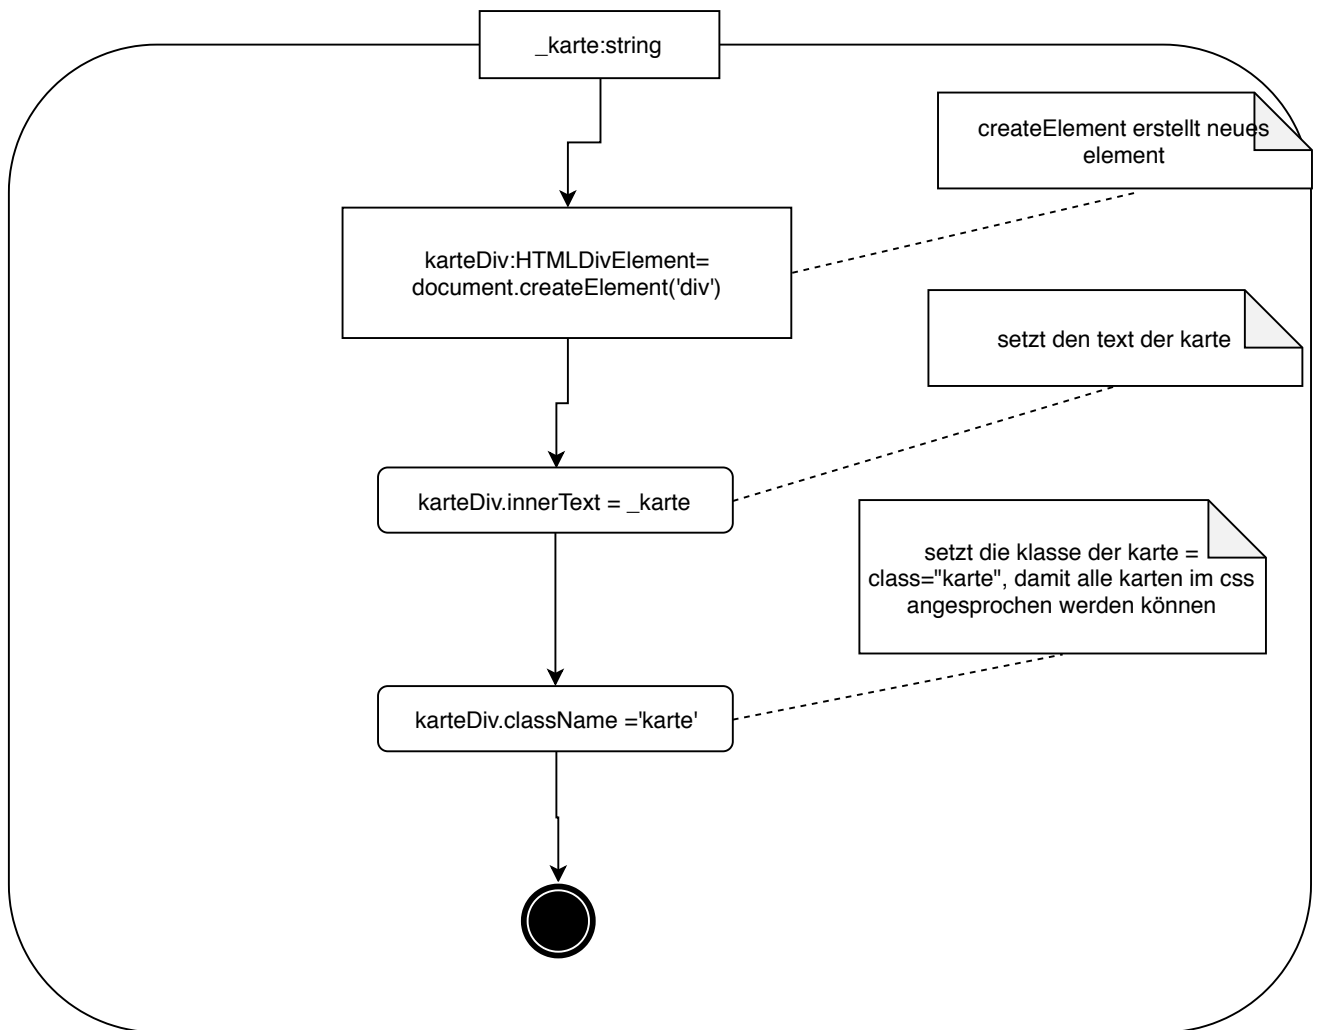 _karte:string
createElement erstellt neues
element
karteDiv:HTMLDivElement=
document.createElement('div')
setzt den text der karte
karteDiv.innerText = _karte
setzt die klasse der karte =
class="karte", damit alle karten im css
angesprochen werden können
karteDiv.className ='karte'